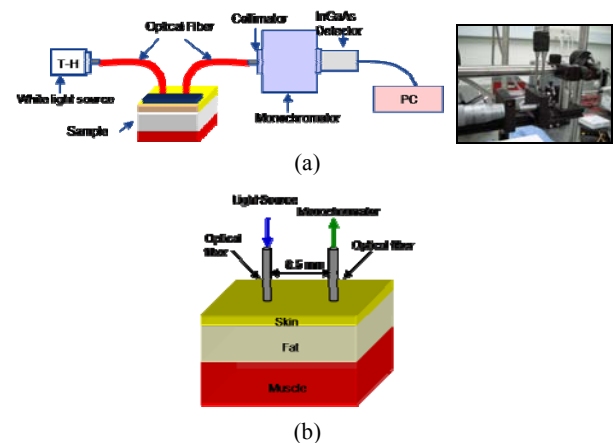 Optical Fiber
Collimator
InGaAs
Detector
T-H
White light source
Sample
Monochromator
PC
(a)
Light Source
Monochromator
Optical
fiber
Optical fiber
6.5 mm
Skin
Fat
Muscle
(b)